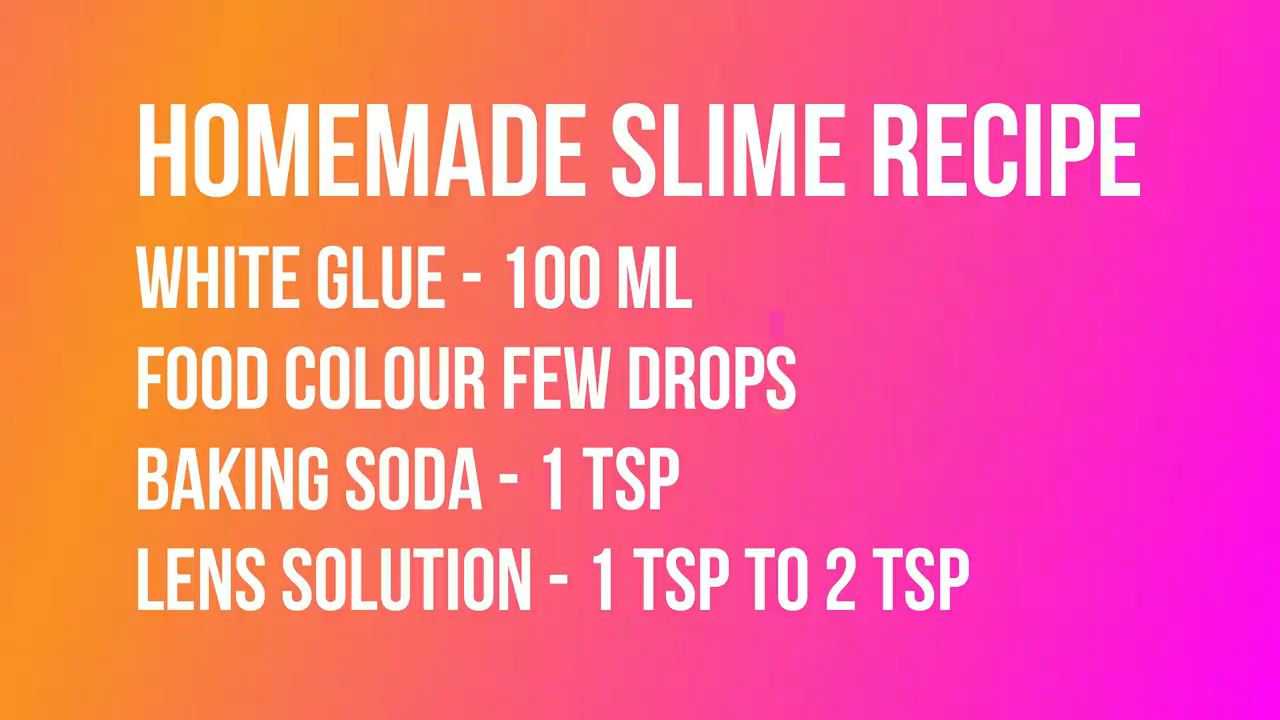 HOMEMADE SLIME RECIPE
WHITE GLUE - 100 ML
FOOD COLOUR FEW DROPS
BAKING SODA - 1 TSP
LENS SOLUTION - 1 TSP TO 2 TSP